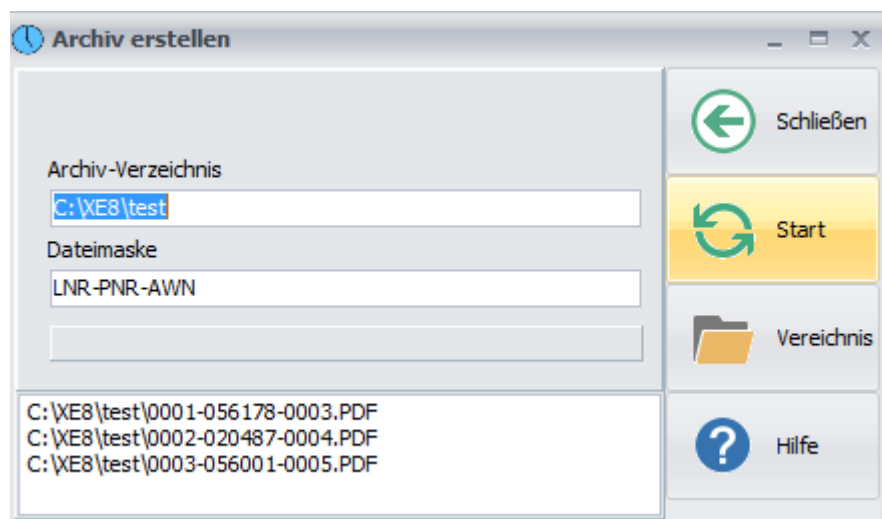 Archiv erstellen
Archiv-Verzeichnis
C:\XE8\test
Dateimaske
LNR-PNR-AWN
C:\XE8\test\0001-056178-0003.PDF
C:\XE8\test\0002-020487-0004.PDF
C:\XE8\test\0003-056001-0005.PDF
Schließen
Start
Vereichnis
Hilfe